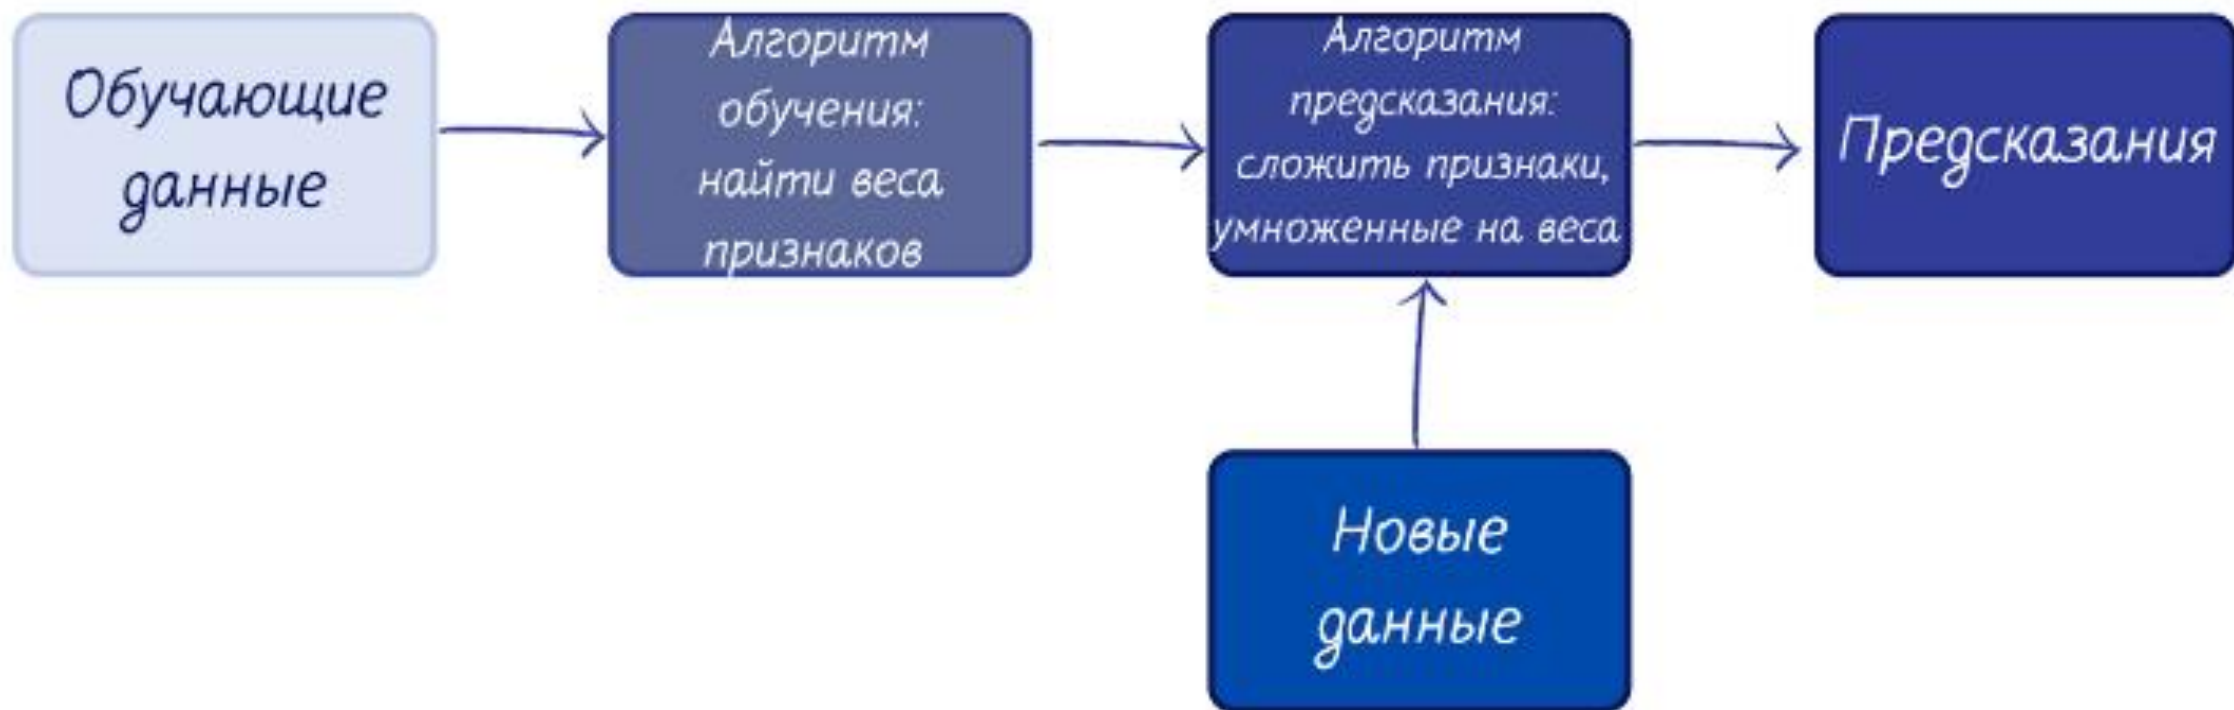 Обучающие
данные
Алгоритм
обучения:
найти веса
признаков
Алгоритм
предсказания:
сложить признаки,
умноженные на веса
Предсказания
Новые
данные